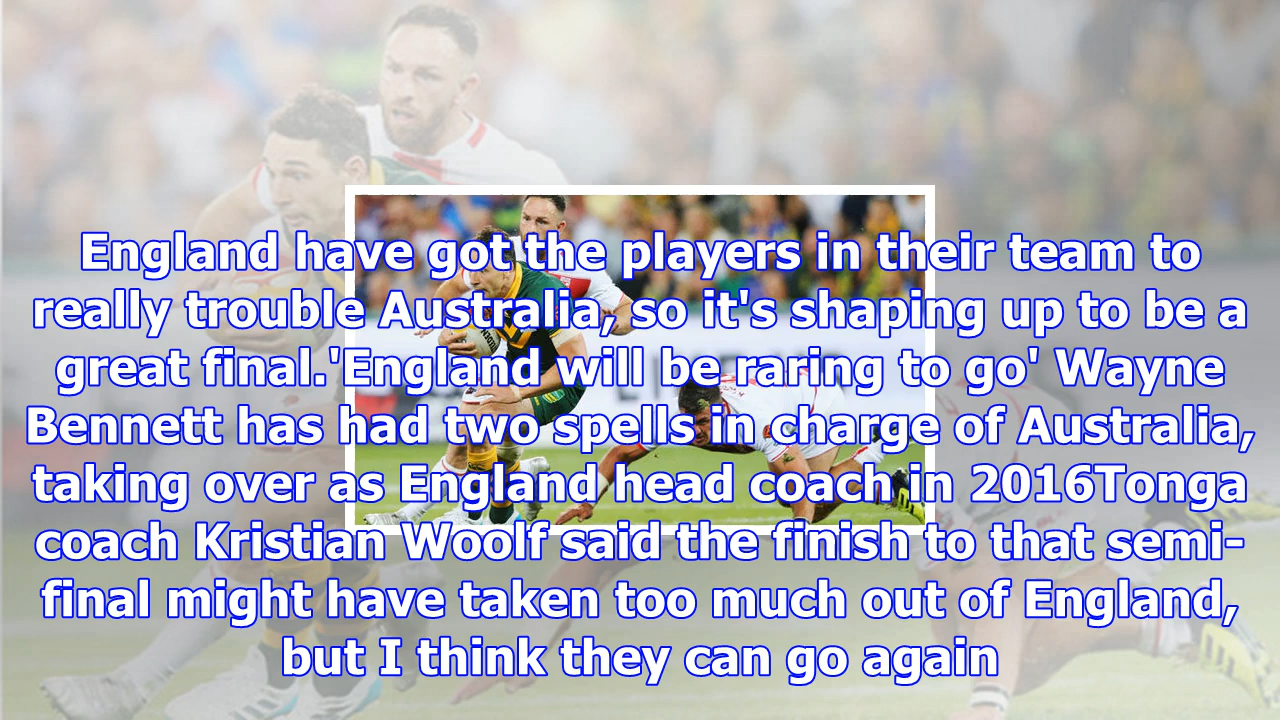 England have got the players in their team to
really trouble Australia, so it's shaping up to be a
great final.'England will be raring to go' Wayne
Bennett has had two spells in charge of Australia,
taking over as England head coach in 2016Tonga
coach Kristian Woolf said the finish to that semi-
final might have taken too much out of England,
but I think they can go again